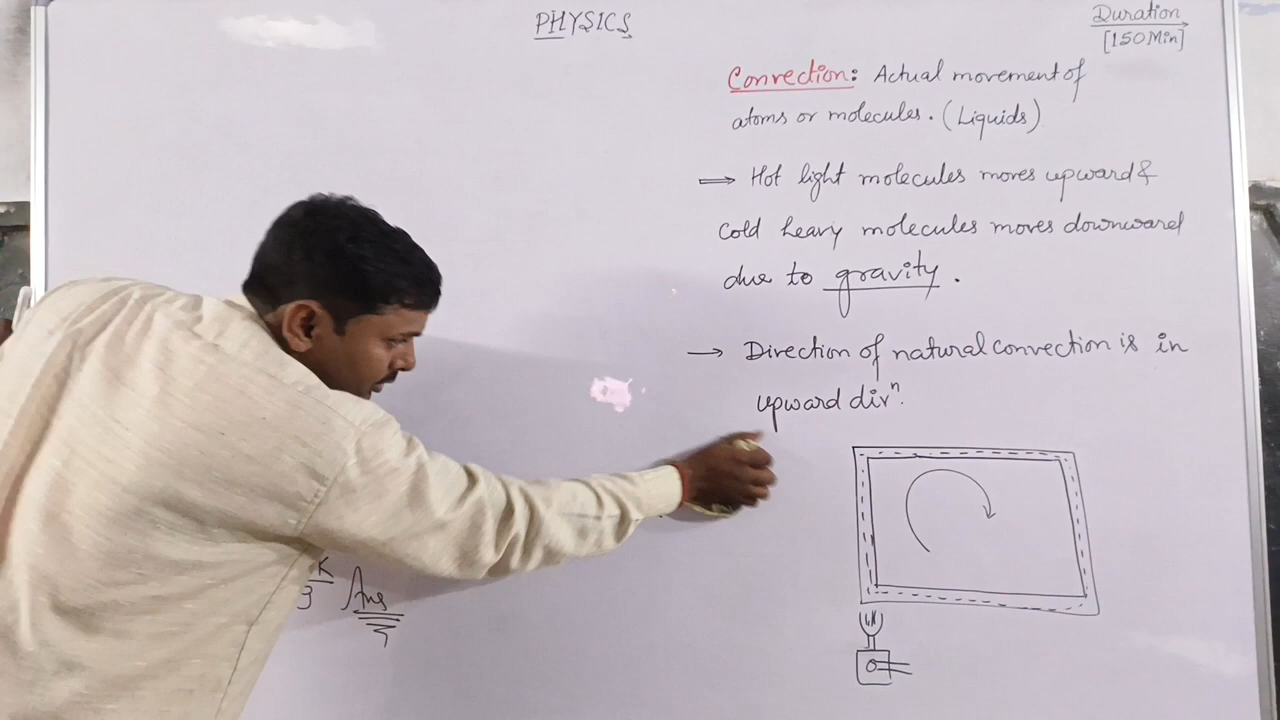 PHYSICS
Duration
[150 Min]
Convection: Actual movement of
atoms or molecules. (Liquids)
⇒ Hot light molecules moves upward &
cold heavy molecules moves downward
due to gravity.
→ Direction of natural convection is in
upward dirⁿ.
K
3
Ans